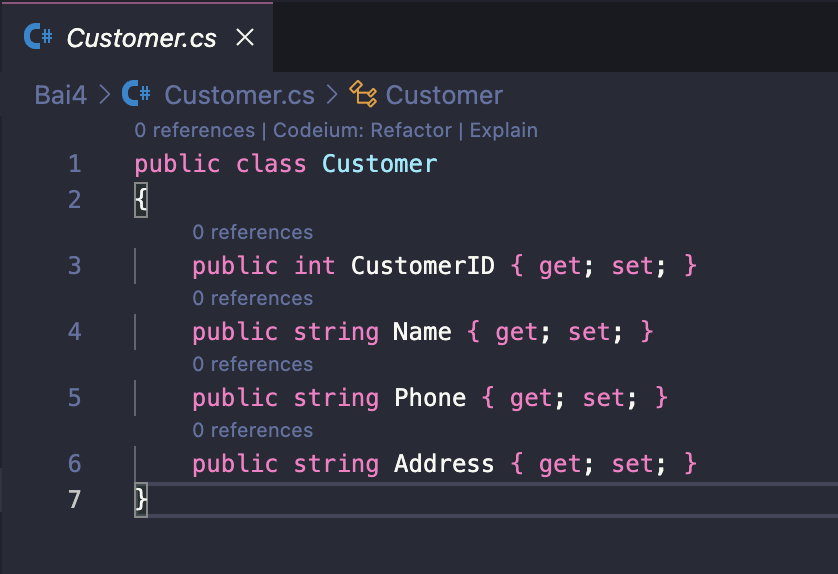 Customer.cs
Bai4 > Customer.cs > Customer
0 references | Codeium: Refactor | Explain
1 public class Customer
2 {
0 references
3 public int CustomerID { get; set; }
0 references
4 public string Name { get; set; }
0 references
5 public string Phone { get; set; }
0 references
6 public string Address { get; set; }
7 }